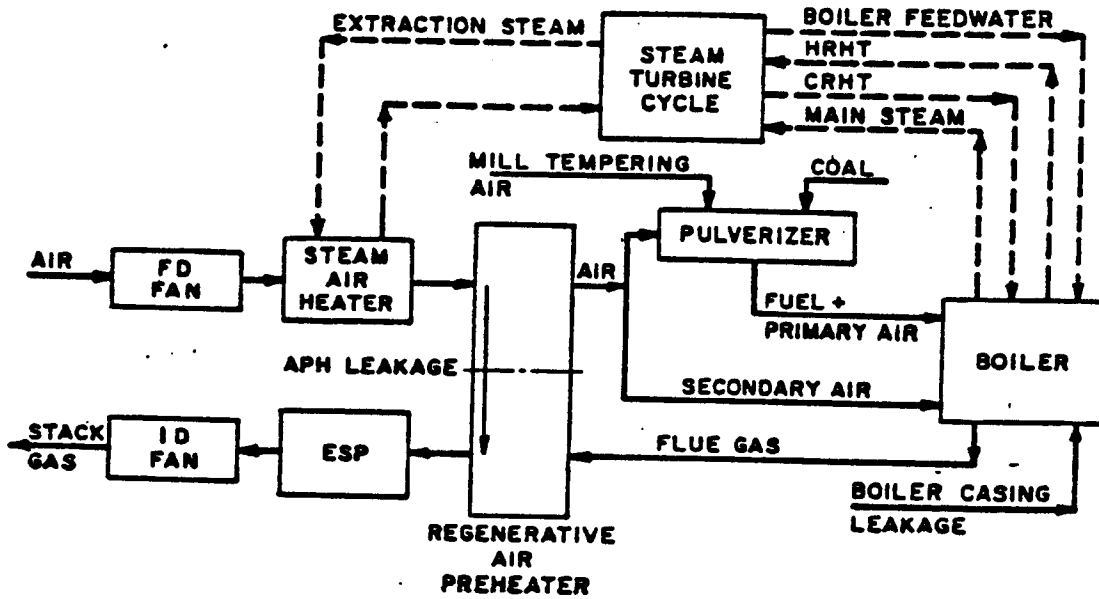 EXTRACTION STEAM
STEAM
TURBINE
CYCLE
BOILER FEEDWATER
HRHT
CRHT
MAIN STEAM
MILL TEMPERING
AIR
COAL
PULVERIZER
AIR
FD
FAN
STEAM
AIR
HEATER
AIR
FUEL +
PRIMARY AIR
BOILER
APH LEAKAGE
SECONDARY AIR
STACK
GAS
ID
FAN
ESP
FLUE GAS
BOILER CASING
LEAKAGE
REGENERATIVE
AIR
PREHEATER